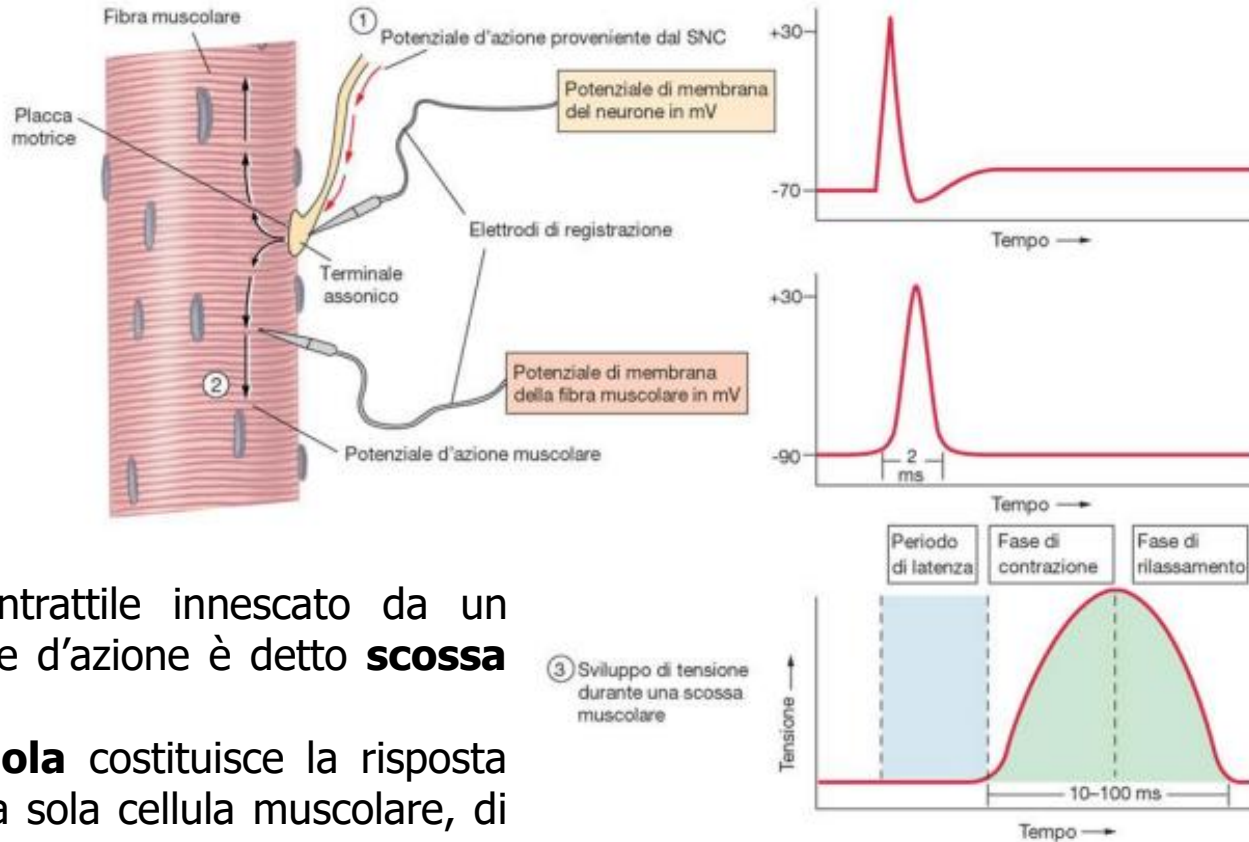 Fibra muscolare
① Potenziale d'azione proveniente dal SNC
Placca
motrice
Potenziale di membrana
del neurone in mV
Elettrodi di registrazione
Terminale
assonico
Potenziale di membrana
della fibra muscolare in mV
②
Potenziale d'azione muscolare
+30
-70
Tempo →
+30
-90
2
ms
Tempo →
Periodo
di latenza
Fase di
contrazione
Fase di
rilassamento
③ Sviluppo di tensione
durante una scossa
muscolare
Tensione →
10–100 ms
Tempo →
ntrattile innescato da un
e d'azione è detto scossa
ola costituisce la risposta
a sola cellula muscolare, di